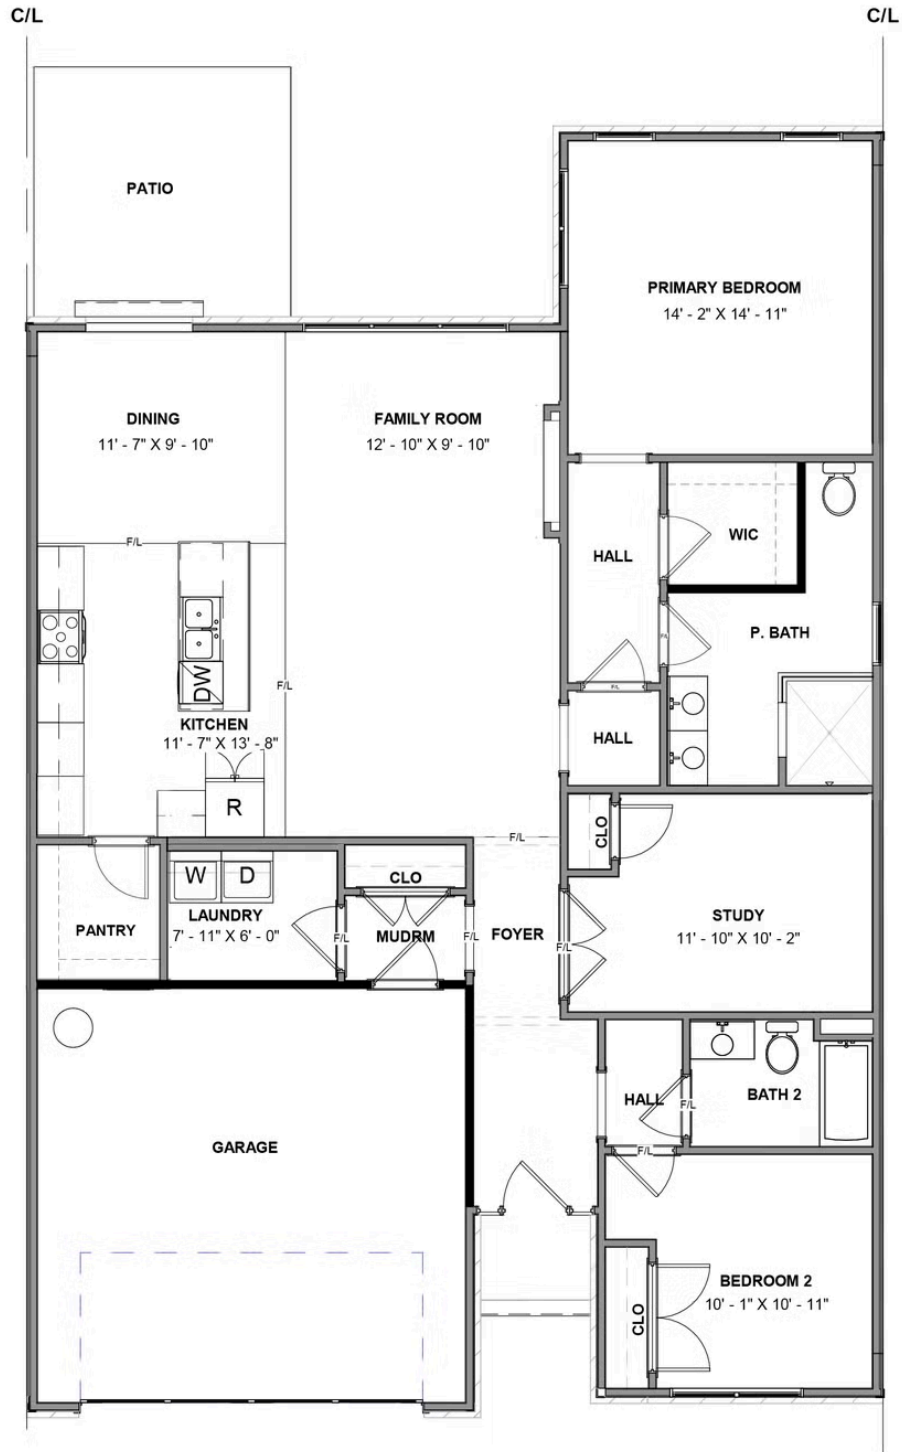 C/L
C/L
PATIO
PRIMARY BEDROOM
14' - 2" X 14' - 11"
DINING
11' - 7" X 9' - 10"
FAMILY ROOM
12' - 10" X 9' - 10"
F/L
WIC
HALL
P. BATH
F/L
DW
F/L
F/L
KITCHEN
11' - 7" X 13' - 8"
HALL
R
F/L
CLO
W
D
CLO
LAUNDRY
7' - 11" X 6' - 0"
PANTRY
F/L
MUDRM
F/L
FOYER
F/L
STUDY
11' - 10" X 10' - 2"
HALL
F/L
BATH 2
GARAGE
F/L
BEDROOM 2
10' - 1" X 10' - 11"
CLO